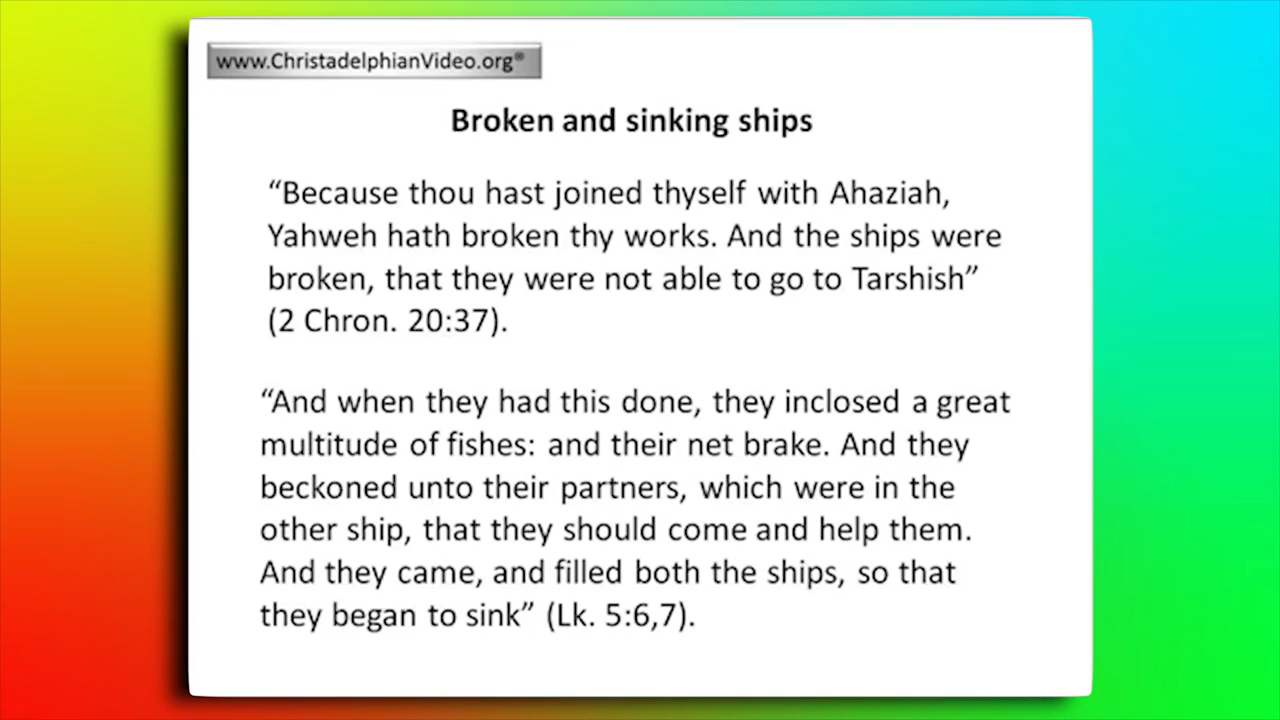 www.ChristadelphianVideo.org®
Broken and sinking ships
“Because thou hast joined thyself with Ahaziah,
Yahweh hath broken thy works. And the ships were
broken, that they were not able to go to Tarshish”
(2 Chron. 20:37).
“And when they had this done, they inclosed a great
multitude of fishes: and their net brake. And they
beckoned unto their partners, which were in the
other ship, that they should come and help them.
And they came, and filled both the ships, so that
they began to sink” (Lk. 5:6,7).